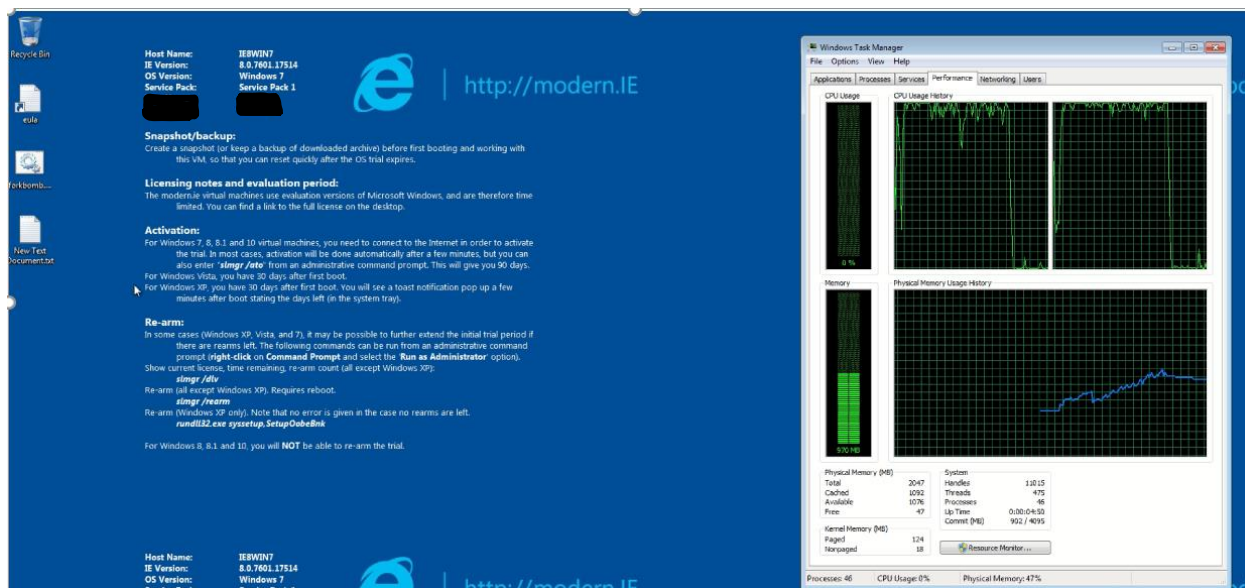 Recycle Bin
eula
forkbomb....
New Text
Document.txt
Host Name: IE8WIN7
IE Version: 8.0.7601.17514
OS Version: Windows 7
Service Pack: Service Pack 1
http://modern.IE
Snapshot/backup:
Create a snapshot (or keep a backup of downloaded archive) before first booting and working with
this VM, so that you can reset quickly after the OS trial expires.
Licensing notes and evaluation period:
The modern.ie virtual machines use evaluation versions of Microsoft Windows, and are therefore time
limited. You can find a link to the full license on the desktop.
Activation:
For Windows 7, 8, 8.1 and 10 virtual machines, you need to connect to the Internet in order to activate
the trial. In most cases, activation will be done automatically after a few minutes, but you can
also enter "slmgr /ato" from an administrative command prompt. This will give you 90 days.
For Windows Vista, you have 30 days after first boot.
For Windows XP, you have 30 days after first boot. You will see a toast notification pop up a few
minutes after boot stating the days left (in the system tray).
Re-arm:
In some cases (Windows XP, Vista, and 7), it may be possible to further extend the initial trial period if
there are rearms left. The following commands can be run from an administrative command
prompt (right-click on Command Prompt and select the 'Run as Administrator' option).
Show current license, time remaining, re-arm count (all except Windows XP):
slmgr /dlv
Re-arm (all except Windows XP). Requires reboot.
slmgr /rearm
Re-arm (Windows XP only). Note that no error is given in the case no rearms are left.
rundll32.exe syssetup,SetupOobeBnk
For Windows 8, 8.1 and 10, you will NOT be able to re-arm the trial.
Host Name: IE8WIN7
IE Version: 8.0.7601.17514
OS Version: Windows 7
http://modern.IE
Windows Task Manager
File Options View Help
Applications Processes Services Performance Networking Users
CPU Usage CPU Usage History
0 %
Memory Physical Memory Usage History
970 MB
Physical Memory (MB)
Total 2047
Cached 1092
Available 1076
Free 47
Kernel Memory (MB)
Paged 124
Nonpaged 18
System
Handles 11015
Threads 475
Processes 46
Up Time 0:00:04:50
Commit (MB) 902 / 4095
Resource Monitor...
Processes: 46 CPU Usage: 0% Physical Memory: 47%